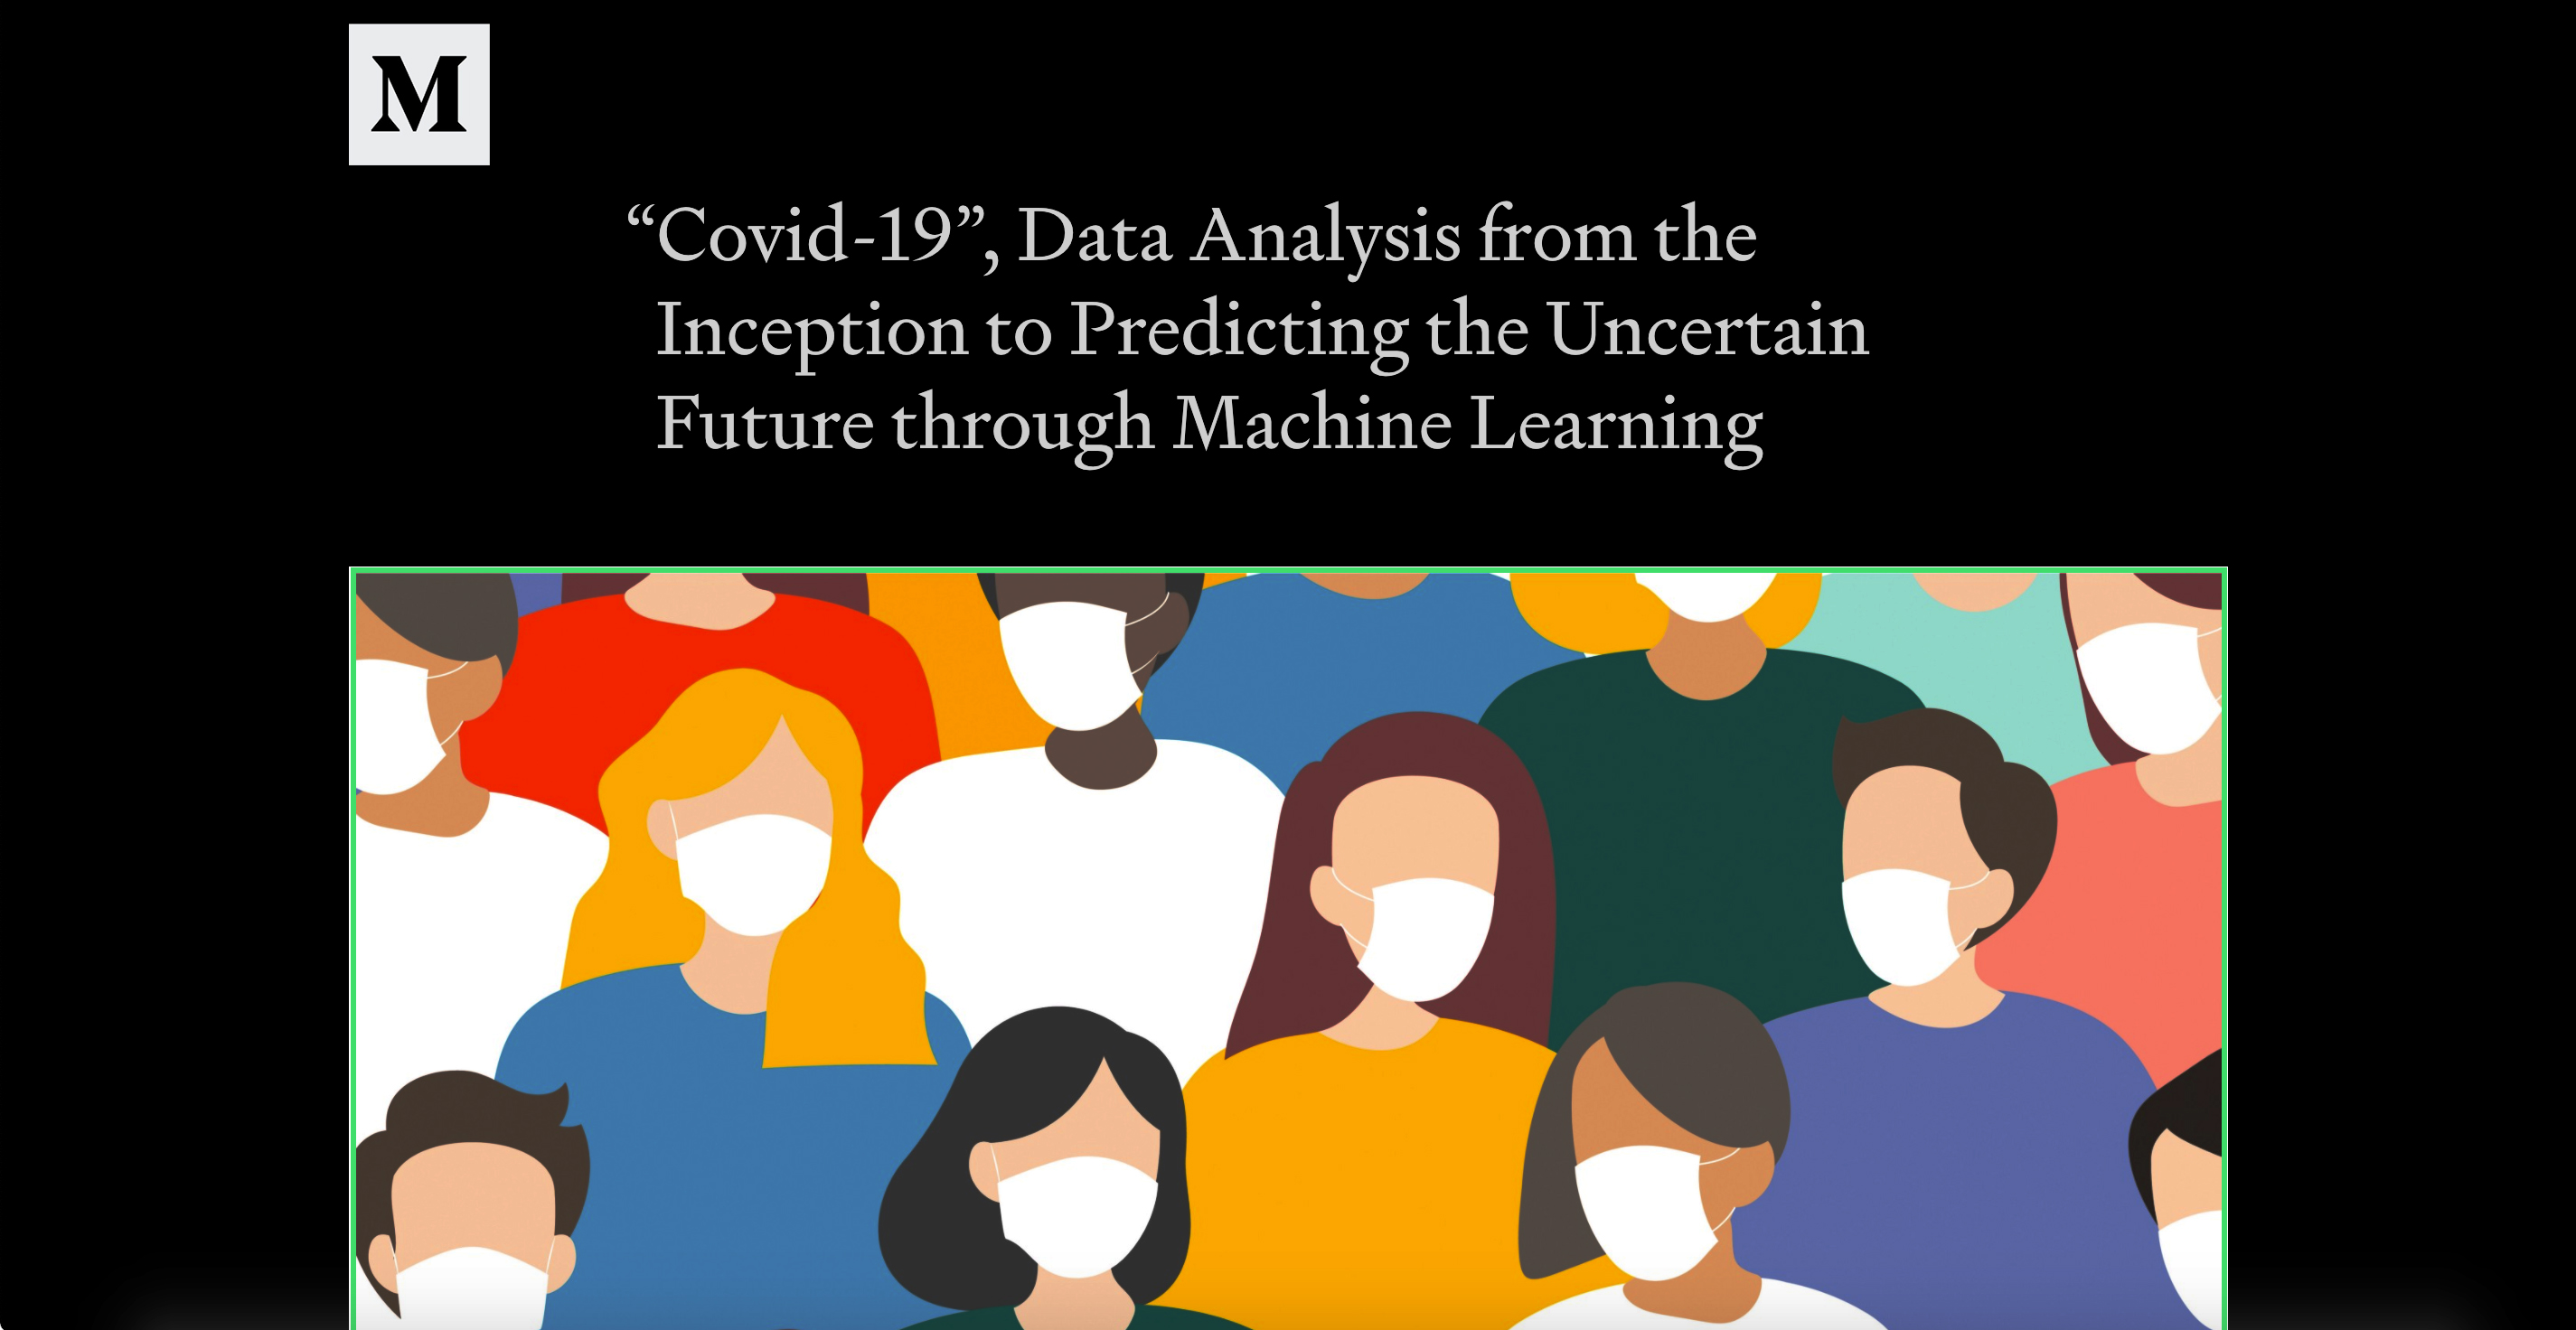 M
“Covid-19”, Data Analysis from the
Inception to Predicting the Uncertain
Future through Machine Learning